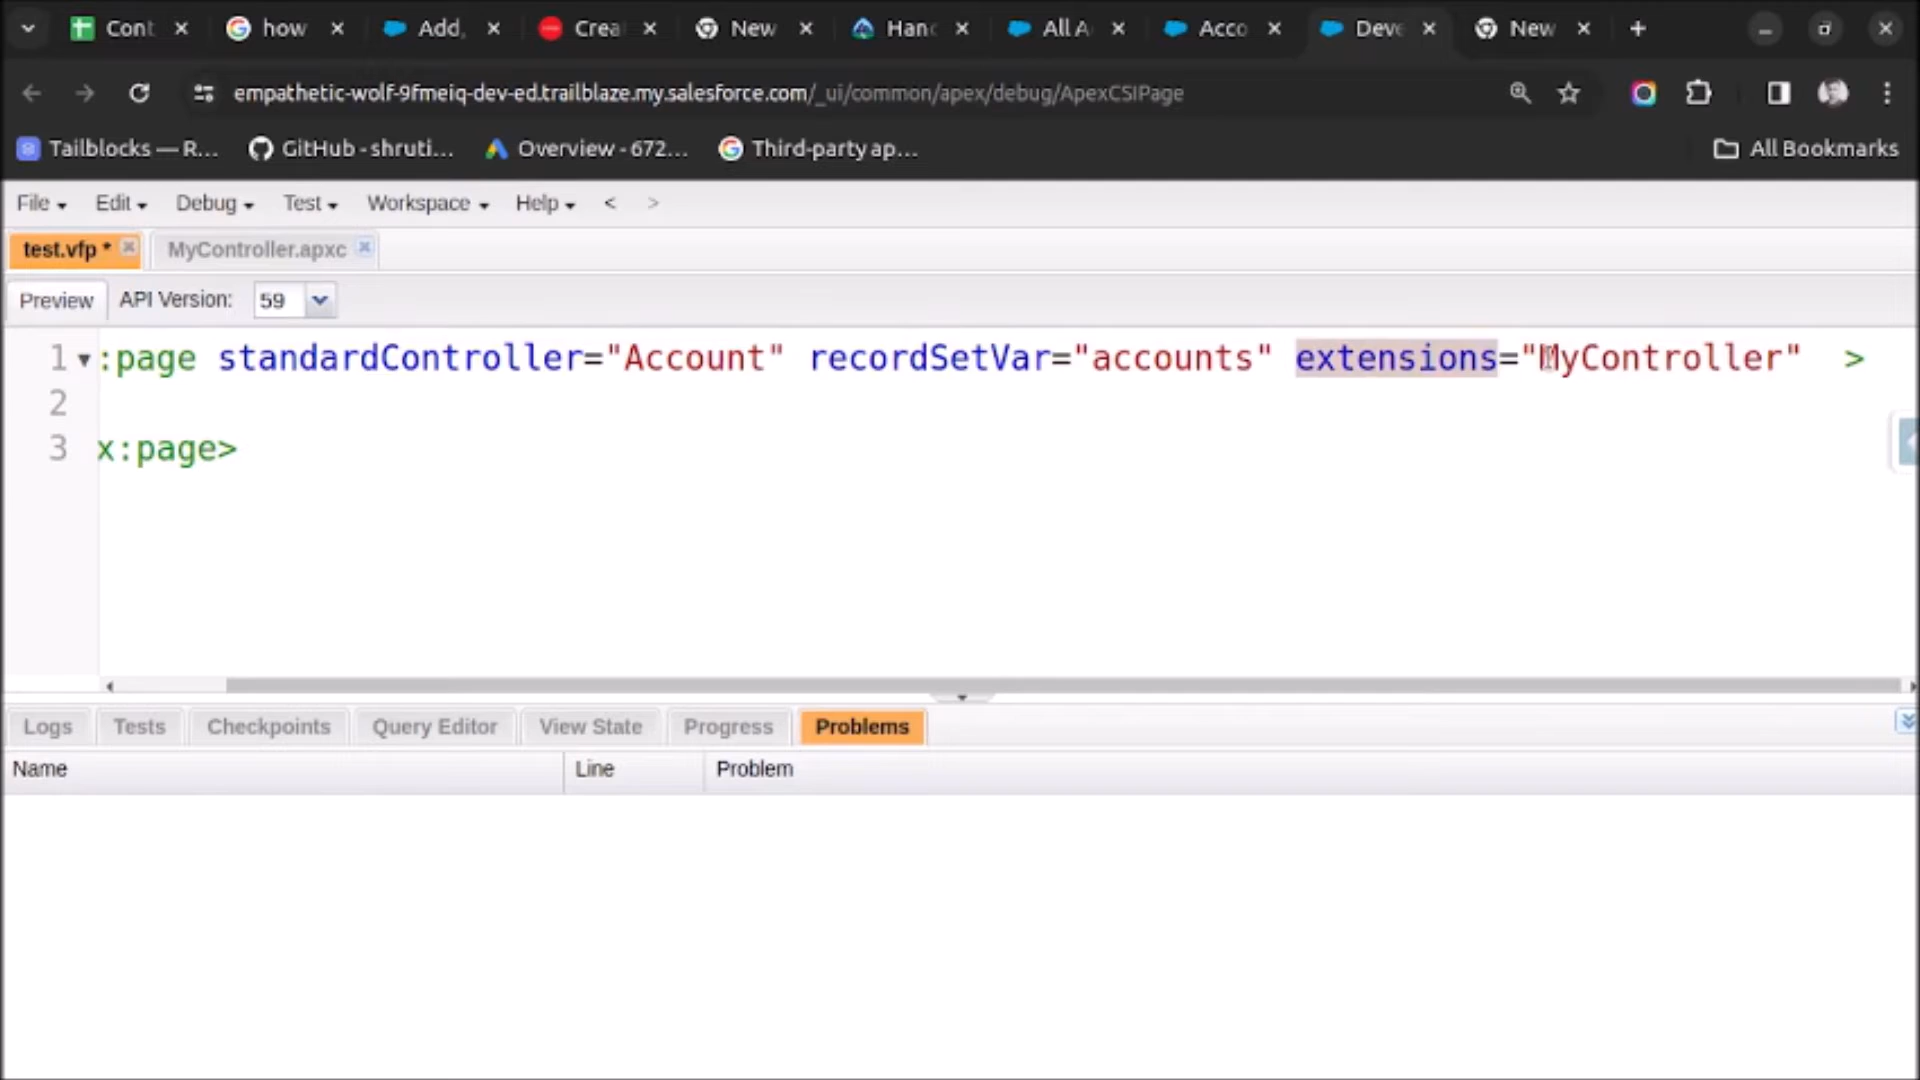 Cont how Add, Crea New Hand All A Acco Deve New
empathetic-wolf-9fmeiq-dev-ed.trailblaze.my.salesforce.com/_ui/common/apex/debug/ApexCSIPage
Tailblocks — R... GitHub - shruti... Overview - 672... Third-party ap... All Bookmarks
File Edit Debug Test Workspace Help < >
test.vfp * MyController.apxc
Preview API Version: 59
1 :page standardController="Account" recordSetVar="accounts" extensions="MyController" >
2
3 x:page>
Logs Tests Checkpoints Query Editor View State Progress Problems
Name Line Problem